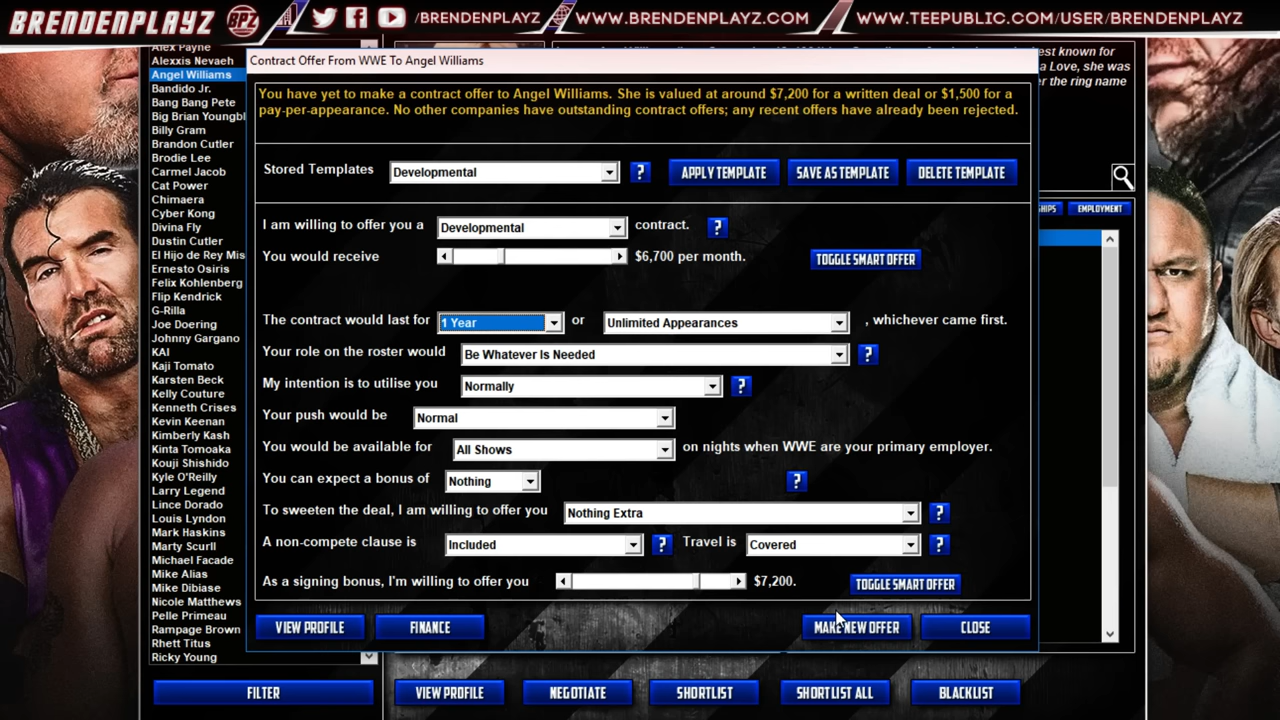 BRENDENPLAYZ BPZ /BRENDENPLAYZ WWW.BRENDENPLAYZ.COM WWW.TEEPUBLIC.COM/USER/BRENDENPLAYZ
Alex Payne
Alexxis Nevaeh
Angel Williams
Bandido Jr.
Bang Bang Pete
Big Brian Youngbl
Billy Gram
Brandon Cutler
Brodie Lee
Carmel Jacob
Cat Power
Chimaera
Cyber Kong
Divina Fly
Dustin Cutler
El Hijo de Rey Mis
Ernesto Osiris
Felix Kohlenberg
Flip Kendrick
G-Rilla
Joe Doering
Johnny Gargano
KAI
Kaji Tomato
Karsten Beck
Kelly Couture
Kenneth Crises
Kevin Keenan
Kimberly Kash
Kinta Tomoaka
Kouji Shishido
Kyle O'Reilly
Larry Legend
Lince Dorado
Louis Lyndon
Mark Haskins
Marty Scurll
Michael Facade
Mike Alias
Mike Dibiase
Nicole Matthews
Pelle Primeau
Rampage Brown
Rhett Titus
Ricky Young
FILTER
Contract Offer From WWE To Angel Williams
You have yet to make a contract offer to Angel Williams. She is valued at around $7,200 for a written deal or $1,500 for a
pay-per-appearance. No other companies have outstanding contract offers; any recent offers have already been rejected.
Stored Templates Developmental ? APPLY TEMPLATE SAVE AS TEMPLATE DELETE TEMPLATE
I am willing to offer you a Developmental contract. ?
You would receive $6,700 per month. TOGGLE SMART OFFER
The contract would last for 1 Year or Unlimited Appearances , whichever came first.
Your role on the roster would Be Whatever Is Needed ?
My intention is to utilise you Normally ?
Your push would be Normal
You would be available for All Shows on nights when WWE are your primary employer.
You can expect a bonus of Nothing ?
To sweeten the deal, I am willing to offer you Nothing Extra ?
A non-compete clause is Included ? Travel is Covered ?
As a signing bonus, I'm willing to offer you $7,200. TOGGLE SMART OFFER
VIEW PROFILE FINANCE MAKE NEW OFFER CLOSE
est known for
a Love, she was
er the ring name
HIPS EMPLOYMENT
VIEW PROFILE NEGOTIATE SHORTLIST SHORTLIST ALL BLACKLIST